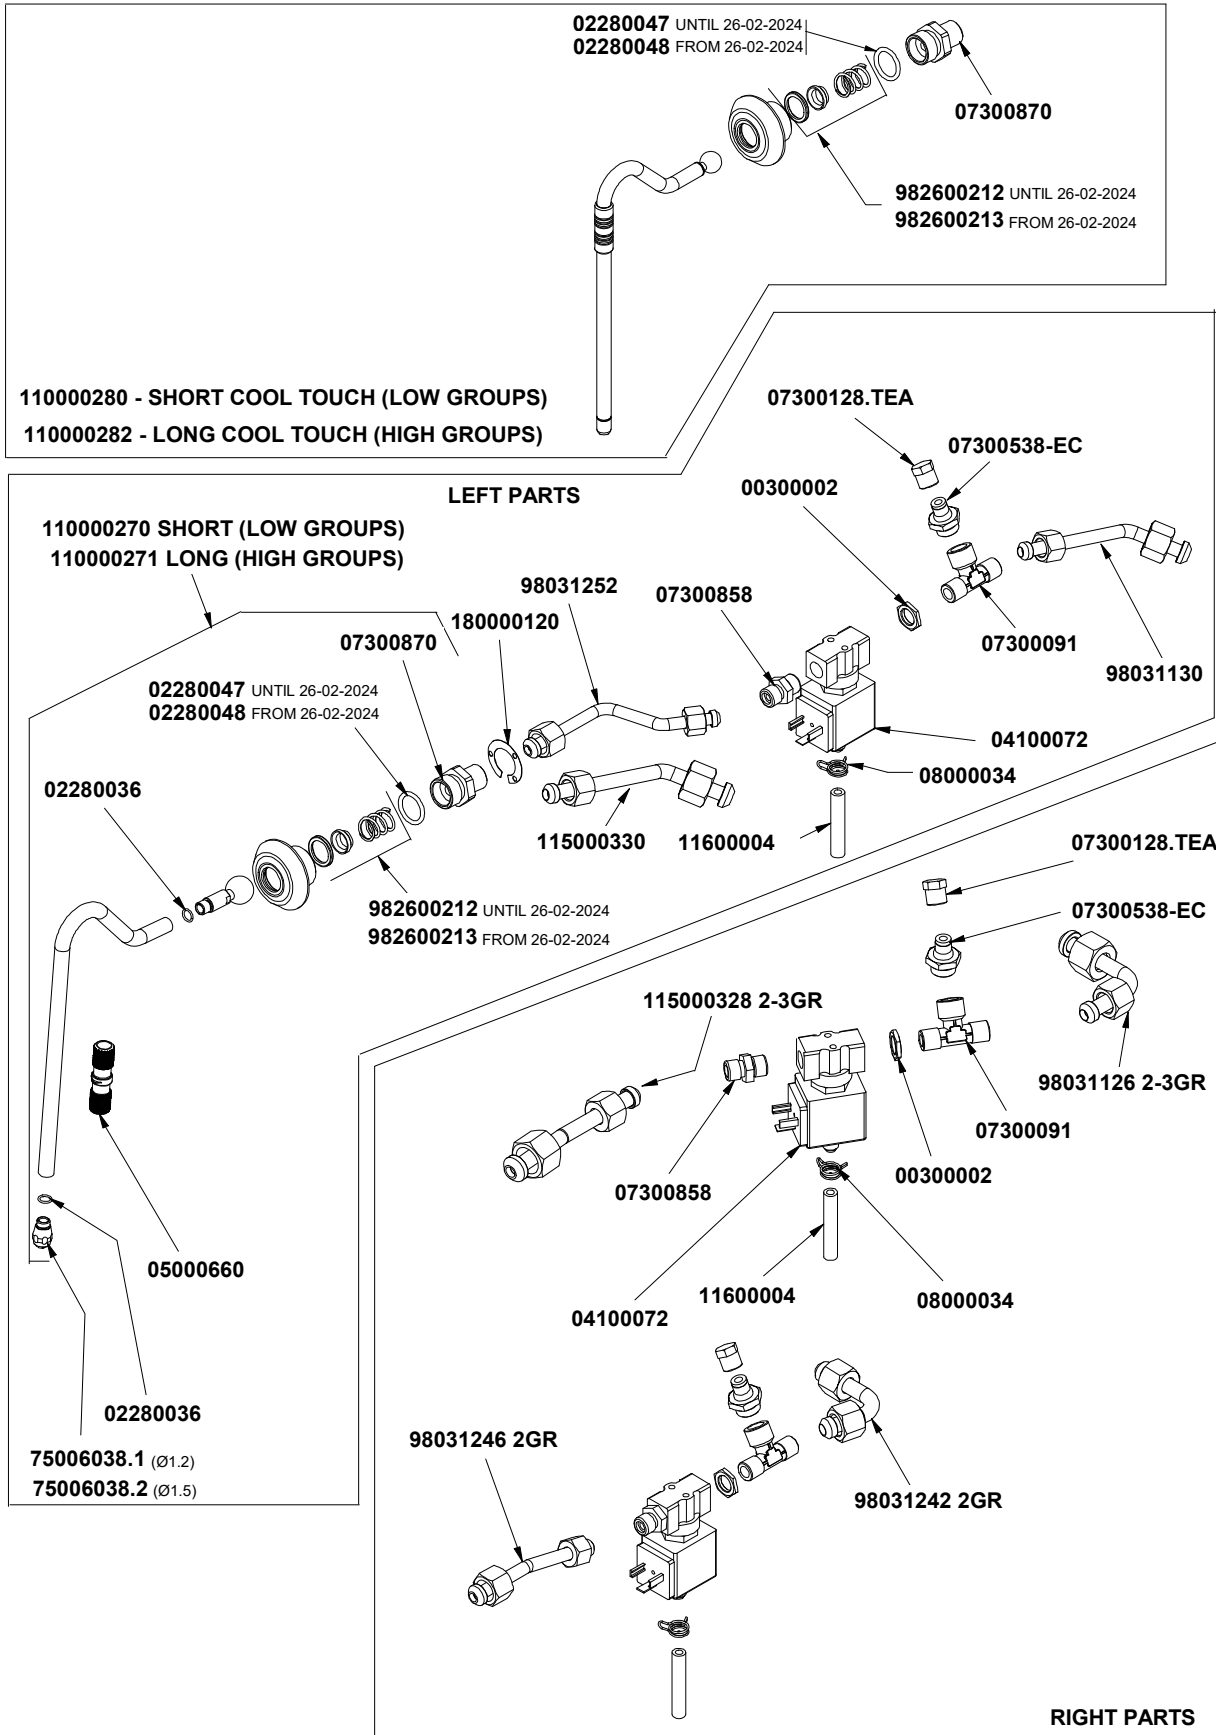 02280047 UNTIL 26-02-2024
02280048 FROM 26-02-2024
07300870
982600212 UNTIL 26-02-2024
982600213 FROM 26-02-2024
110000280 - SHORT COOL TOUCH (LOW GROUPS)
110000282 - LONG COOL TOUCH (HIGH GROUPS)
07300128.TEA
07300538-EC
00300002
LEFT PARTS
110000270 SHORT (LOW GROUPS)
110000271 LONG (HIGH GROUPS)
98031252
07300858
180000120
07300870
07300091
98031130
02280047 UNTIL 26-02-2024
02280048 FROM 26-02-2024
04100072
08000034
02280036
115000330
11600004
07300128.TEA
982600212 UNTIL 26-02-2024
982600213 FROM 26-02-2024
07300538-EC
115000328 2-3GR
98031126 2-3GR
07300091
00300002
07300858
05000660
11600004
08000034
04100072
02280036
75006038.1 (Ø1.2)
75006038.2 (Ø1.5)
98031246 2GR
98031242 2GR
RIGHT PARTS